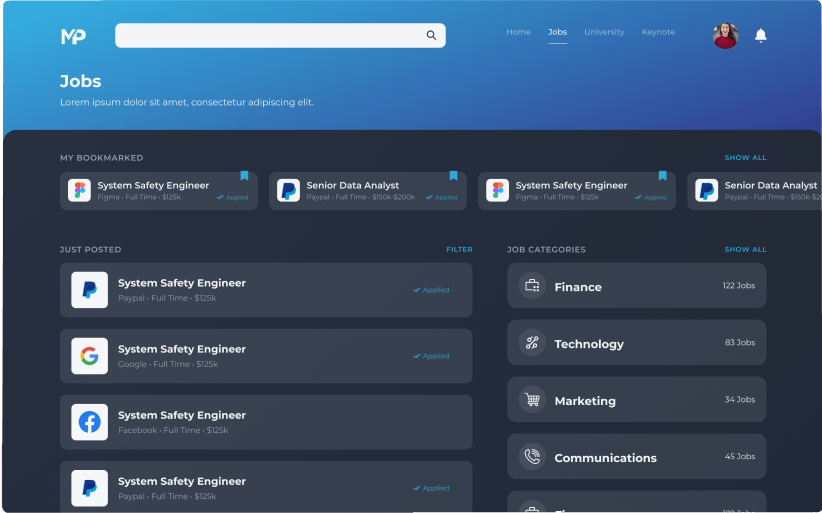 MP
Home Jobs University Keynote
Jobs
Lorem ipsum dolor sit amet, consectetur adipiscing elit.
MY BOOKMARKED SHOW ALL
System Safety Engineer
Figma • Full Time • $125k Applied
Senior Data Analyst
Paypal • Full Time • $150k-$200k Applied
System Safety Engineer
Figma • Full Time • $125k Applied
Senior Data Analyst
Paypal • Full Time • $150k-$20
JUST POSTED FILTER
System Safety Engineer
Paypal • Full Time • $125k Applied
System Safety Engineer
Google • Full Time • $125k Applied
System Safety Engineer
Facebook • Full Time • $125k
System Safety Engineer
Paypal • Full Time • $125k Applied
JOB CATEGORIES SHOW ALL
Finance 122 Jobs
Technology 83 Jobs
Marketing 34 Jobs
Communications 45 Jobs